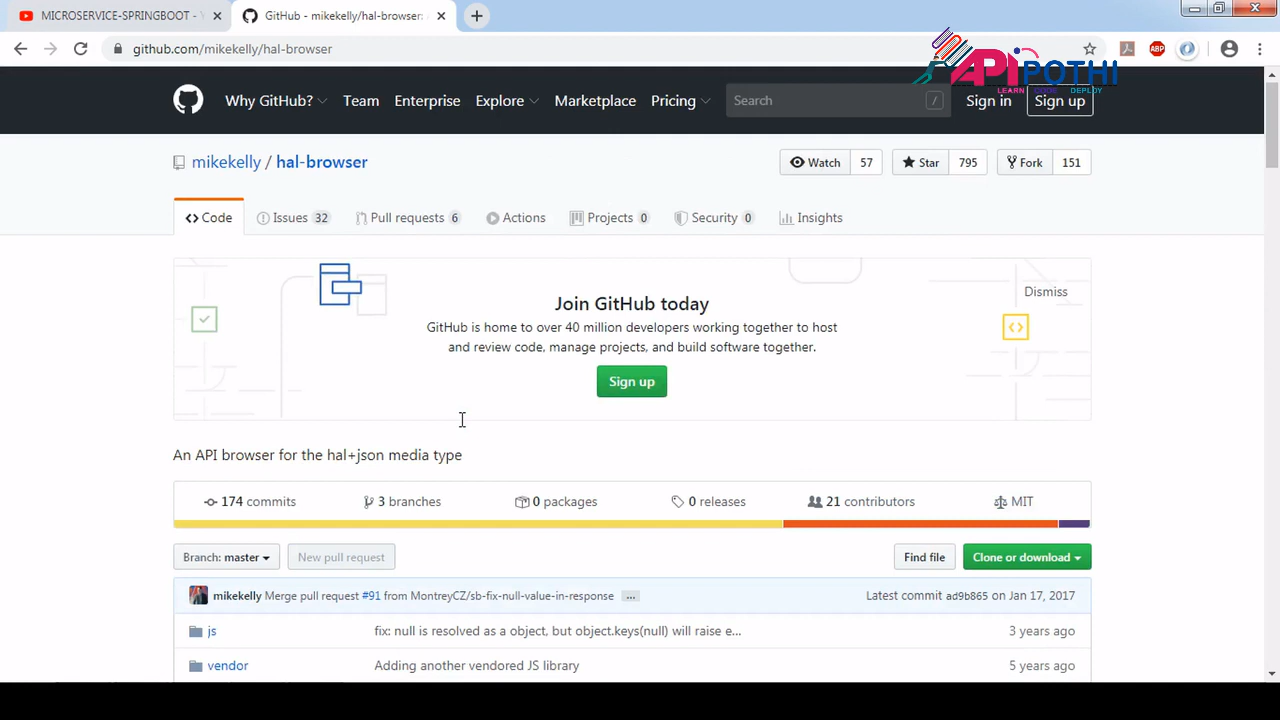 MICROSERVICE-SPRINGBOOT -
GitHub - mikekelly/hal-browser:
github.com/mikekelly/hal-browser
ABP
APIPOTHI
LEARN CODE DEPLOY
Why GitHub? Team Enterprise Explore Marketplace Pricing Search / Sign in Sign up
mikekelly / hal-browser
Watch 57 Star 795 Fork 151
Code Issues 32 Pull requests 6 Actions Projects 0 Security 0 Insights
Dismiss
Join GitHub today
GitHub is home to over 40 million developers working together to host
and review code, manage projects, and build software together.
Sign up
An API browser for the hal+json media type
174 commits 3 branches 0 packages 0 releases 21 contributors MIT
Branch: master New pull request Find file Clone or download
mikekelly Merge pull request #91 from MontreyCZ/sb-fix-null-value-in-response ... Latest commit ad9b865 on Jan 17, 2017
js fix: null is resolved as a object, but object.keys(null) will raise e... 3 years ago
vendor Adding another vendored JS library 5 years ago